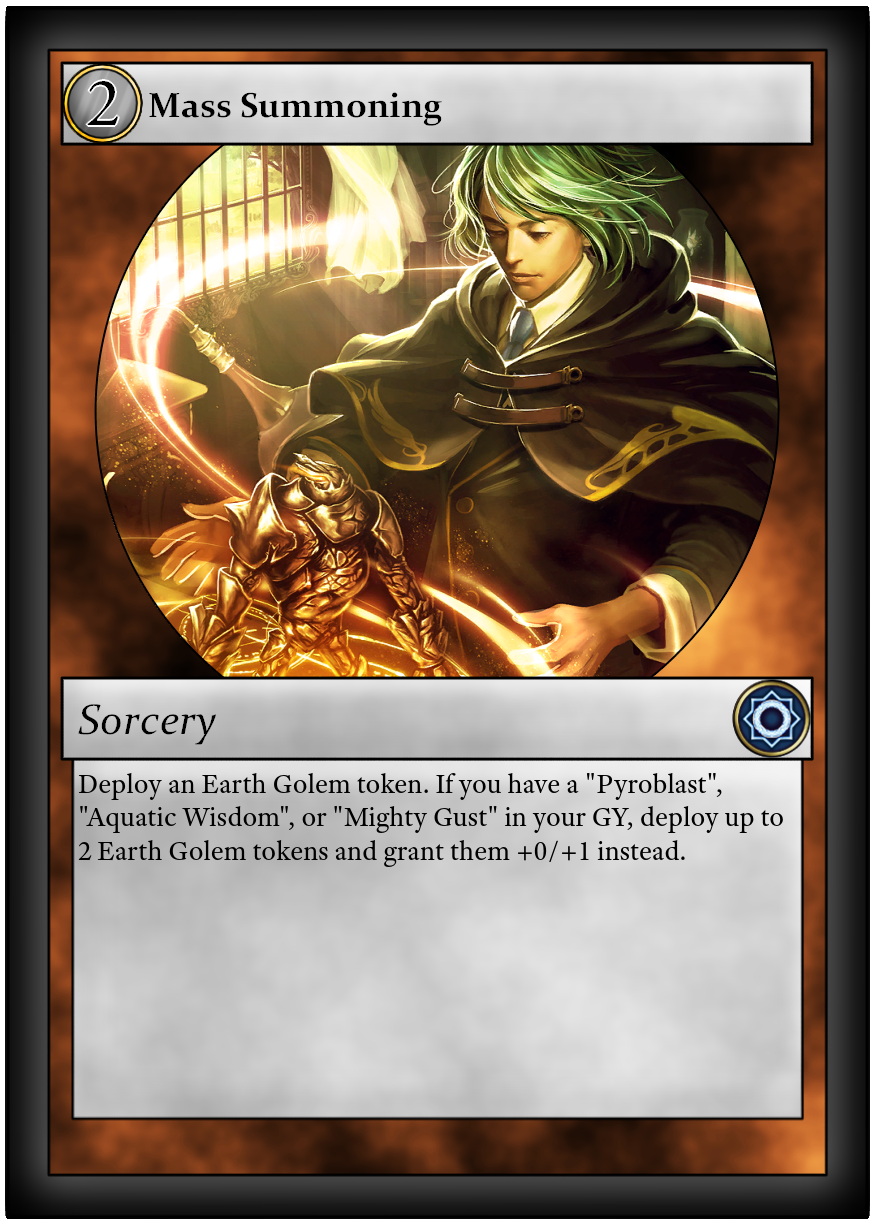 2 Mass Summoning
Sorcery
Deploy an Earth Golem token. If you have a "Pyroblast",
"Aquatic Wisdom", or "Mighty Gust" in your GY, deploy up to
2 Earth Golem tokens and grant them +0/+1 instead.